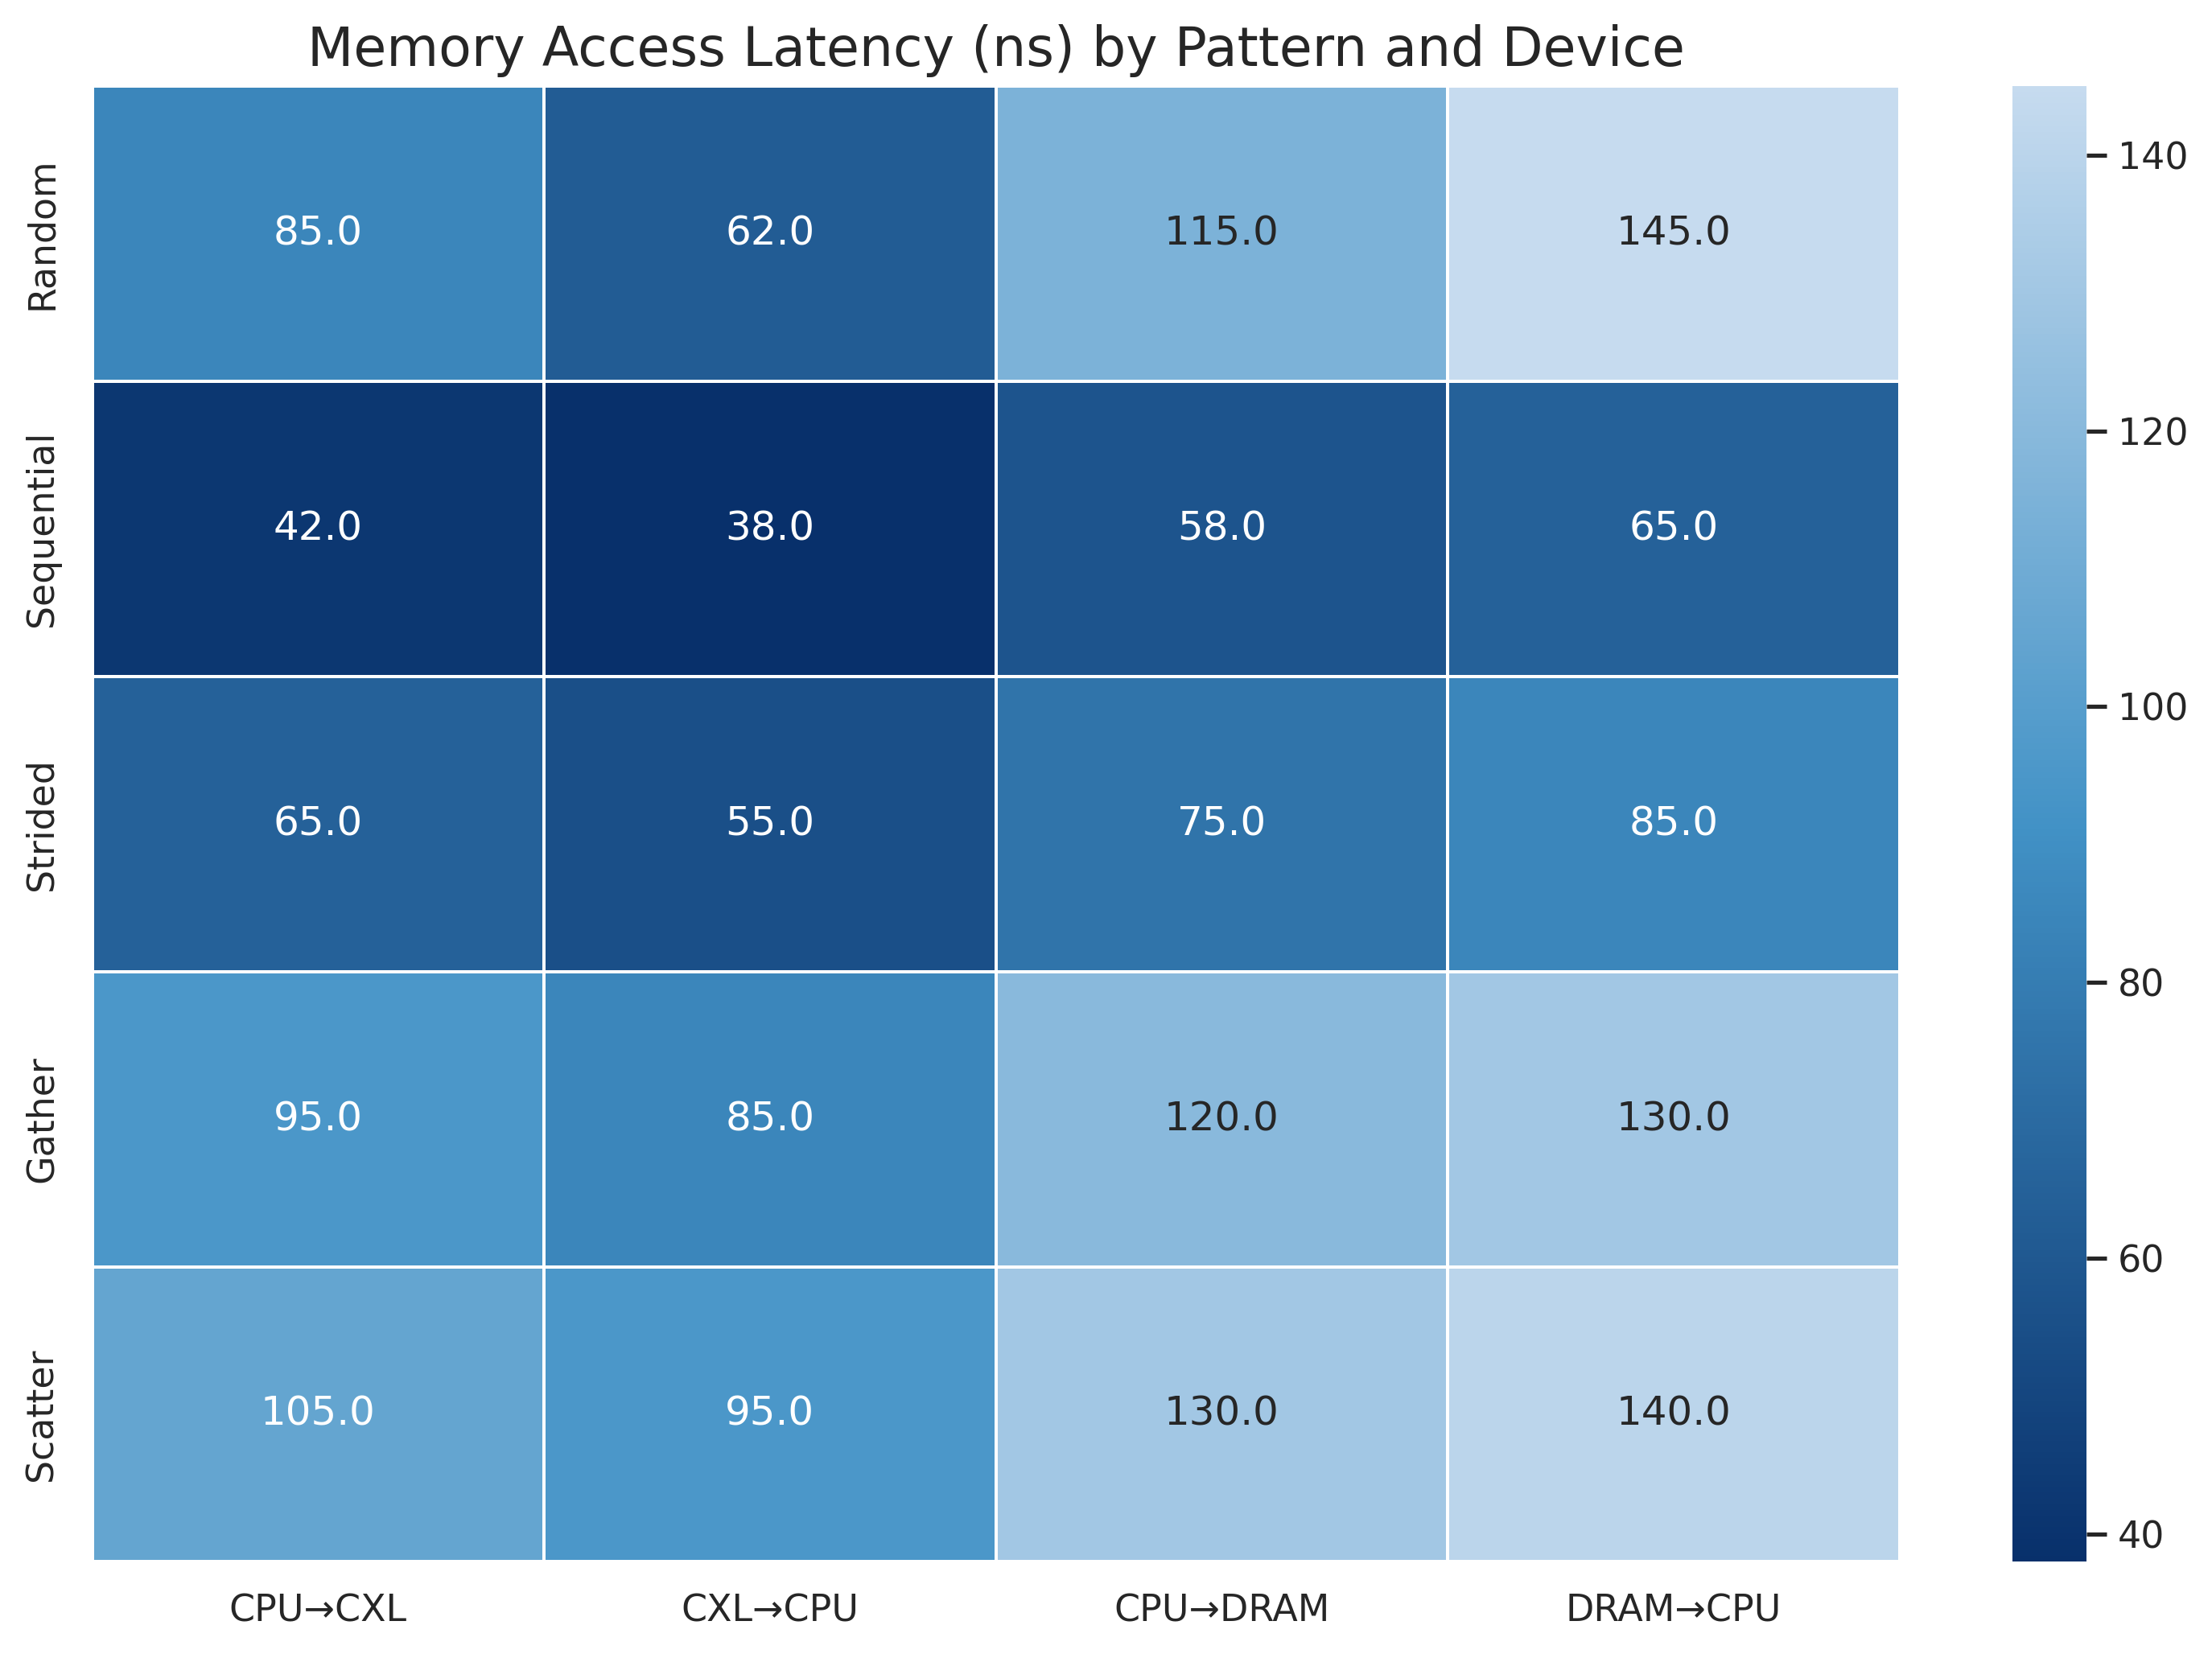 Memory Access Latency (ns) by Pattern and Device
Random
85.0
62.0
115.0
145.0
Sequential
42.0
38.0
58.0
65.0
Strided
65.0
55.0
75.0
85.0
Gather
95.0
85.0
120.0
130.0
Scatter
105.0
95.0
130.0
140.0
CPU→CXL
CXL→CPU
CPU→DRAM
DRAM→CPU
140
120
100
80
60
40